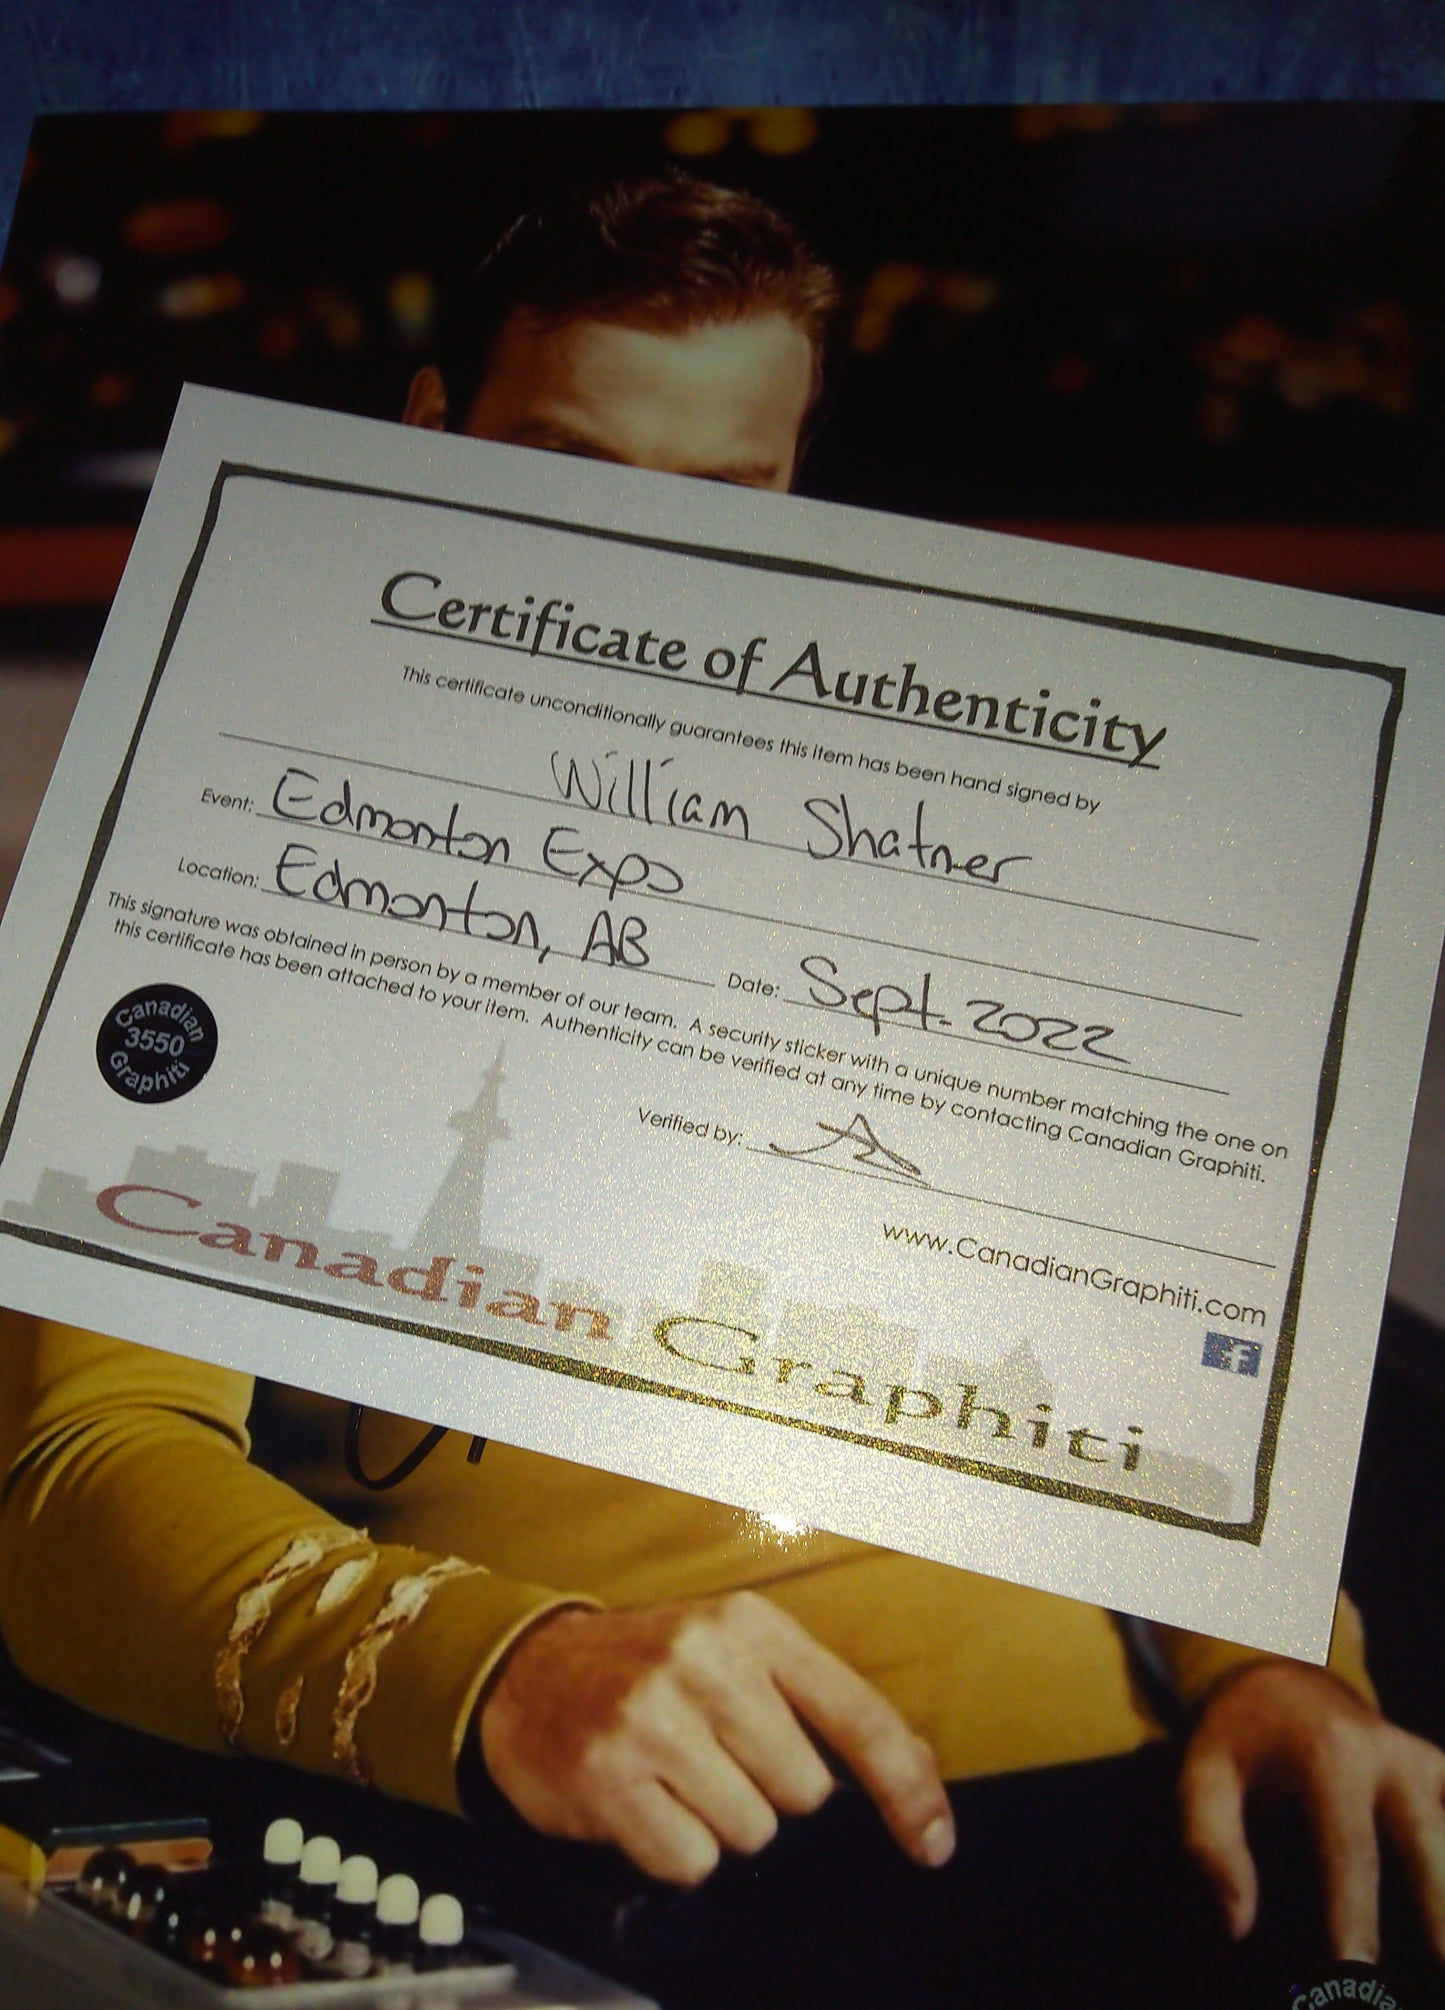 Certificate of Authenticity
This certificate unconditionally guarantees this item has been hand signed by
William Shatner
Event: Edmonton Expo
Location: Edmonton, AB Date: Sept. 2022
This signature was obtained in person by a member of our team. A security sticker with a unique number matching the one on
this certificate has been attached to your item. Authenticity can be verified at any time by contacting Canadian Graphiti.
Canadian
3550
Graphiti
Verified by:
www.CanadianGraphiti.com
f
Canadian Graphiti